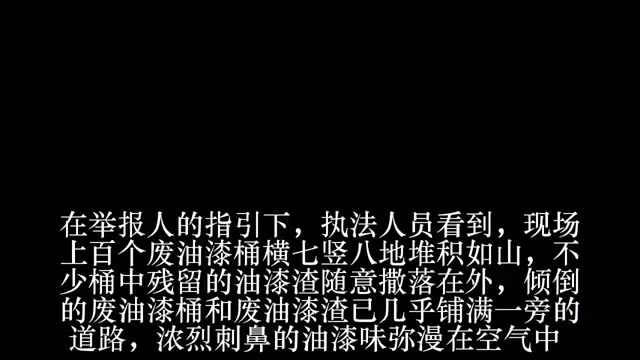 在举报人的指引下，执法人员看到，现场
上百个废油漆桶横七竖八地堆积如山，不
少桶中残留的油漆渣随意撒落在外，倾倒
的废油漆桶和废油漆渣已几乎铺满一旁的
道路，浓烈刺鼻的油漆味弥漫在空气中